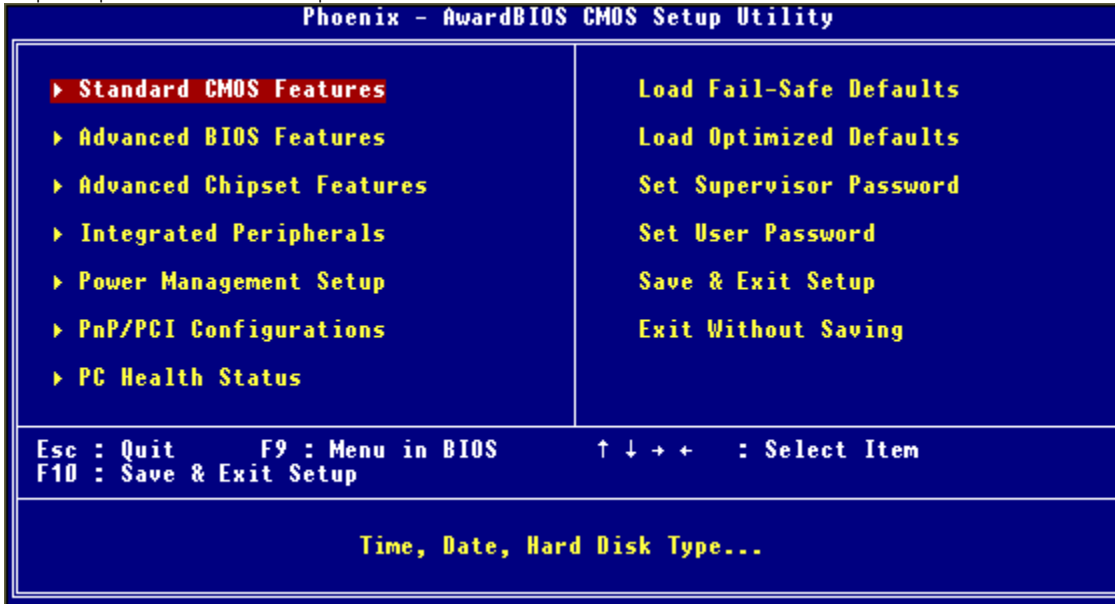 Phoenix - AwardBIOS CMOS Setup Utility
▸ Standard CMOS Features
▸ Advanced BIOS Features
▸ Advanced Chipset Features
▸ Integrated Peripherals
▸ Power Management Setup
▸ PnP/PCI Configurations
▸ PC Health Status
Load Fail-Safe Defaults
Load Optimized Defaults
Set Supervisor Password
Set User Password
Save & Exit Setup
Exit Without Saving
Esc : Quit F9 : Menu in BIOS ↑ ↓ → ← : Select Item
F10 : Save & Exit Setup
Time, Date, Hard Disk Type...